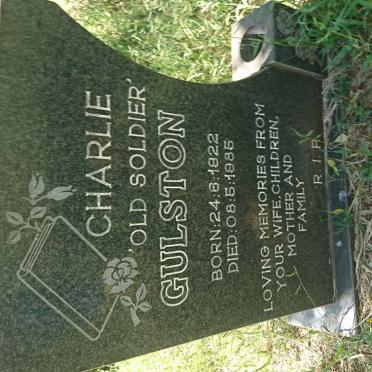 CHARLIE
'OLD SOLDIER'
GULSTON
BORN:24:8:1922
DIED:08:5:1985
LOVING MEMORIES FROM
YOUR WIFE,CHILDREN,
MOTHER AND
FAMILY
R.I.P.